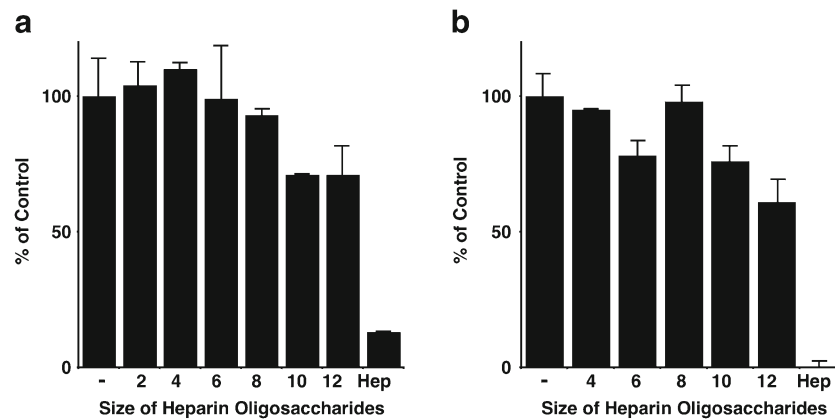 a
100
50
0
% of Control
- 2 4 6 8 10 12 Hep
Size of Heparin Oligosaccharides
b
100
50
0
% of Control
- 4 6 8 10 12 Hep
Size of Heparin Oligosaccharides